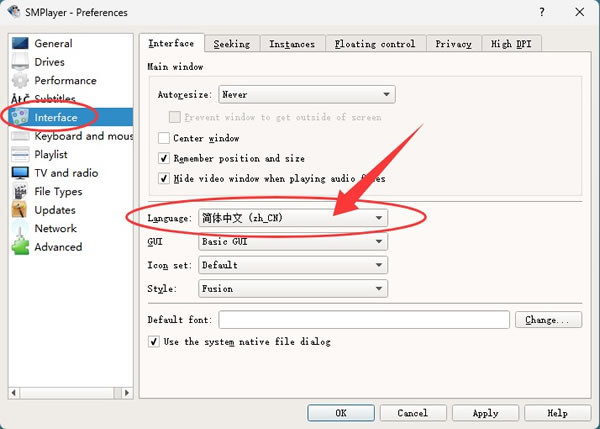 SMPlayer - Preferences
General
Drives
Performance
Subtitles
Interface
Keyboard and mous
Playlist
TV and radio
File Types
Updates
Network
Advanced
Interface Seeking Instances Floating control Privacy High DPI
Main window
Autoresize: Never
Prevent window to get outside of screen
Center window
Remember position and size
Hide video window when playing audio files
Language: 简体中文 (zh_CN)
GUI Basic GUI
Icon set: Default
Style: Fusion
Default font: Change...
Use the system native file dialog
OK Cancel Apply Help